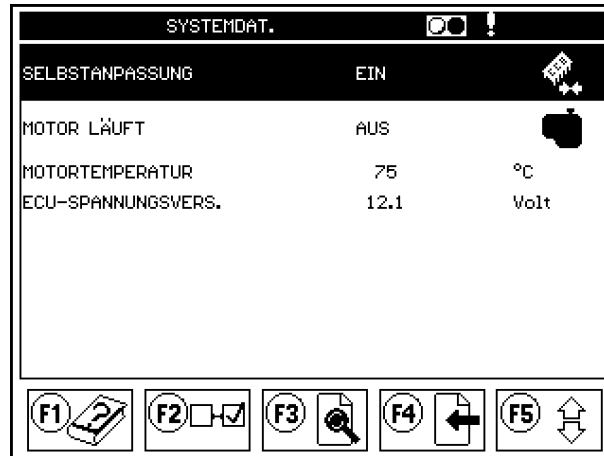 SYSTEMDAT. !
SELBSTANPASSUNG EIN
MOTOR LÄUFT AUS
MOTORTEMPERATUR 75 °C
ECU-SPANNUNGSVERS. 12.1 Volt
F1 ? F2 F3 F4 F5